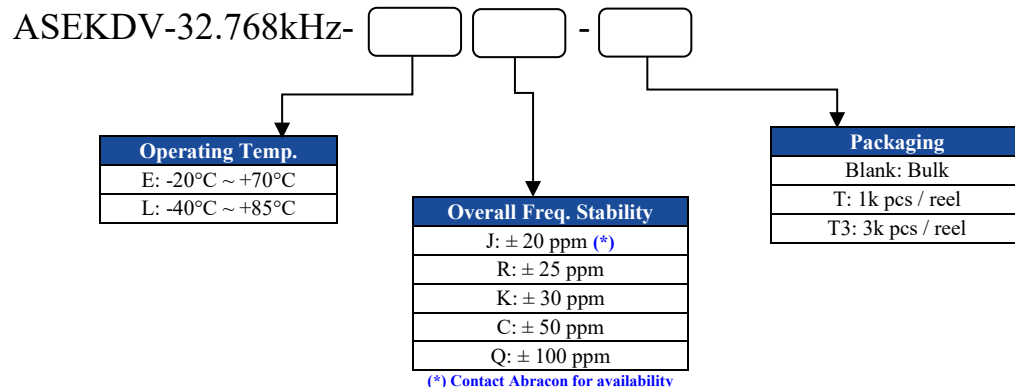 ASEKDV-32.768kHz- -
Operating Temp.
E: -20°C ~ +70°C
L: -40°C ~ +85°C
Overall Freq. Stability
J: ± 20 ppm (*)
R: ± 25 ppm
K: ± 30 ppm
C: ± 50 ppm
Q: ± 100 ppm
(*) Contact Abracon for availability
Packaging
Blank: Bulk
T: 1k pcs / reel
T3: 3k pcs / reel